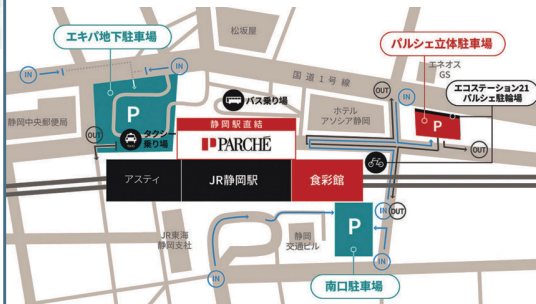 松坂屋
エキパ地下駐車場
パルシェ立体駐車場
IN
IN
国道1号線
エネオス
GS
OUT
IN
エコステーション21
パルシェ駐輪場
バス乗り場
静岡中央郵便局
P
ホテル
アソシア静岡
P
OUT
タクシー
乗り場
静岡駅直結
PARCHE
OUT
アスティ
JR静岡駅
食彩館
JR東海
静岡支社
静岡
交通ビル
P
IN
OUT
IN
IN
南口駐車場